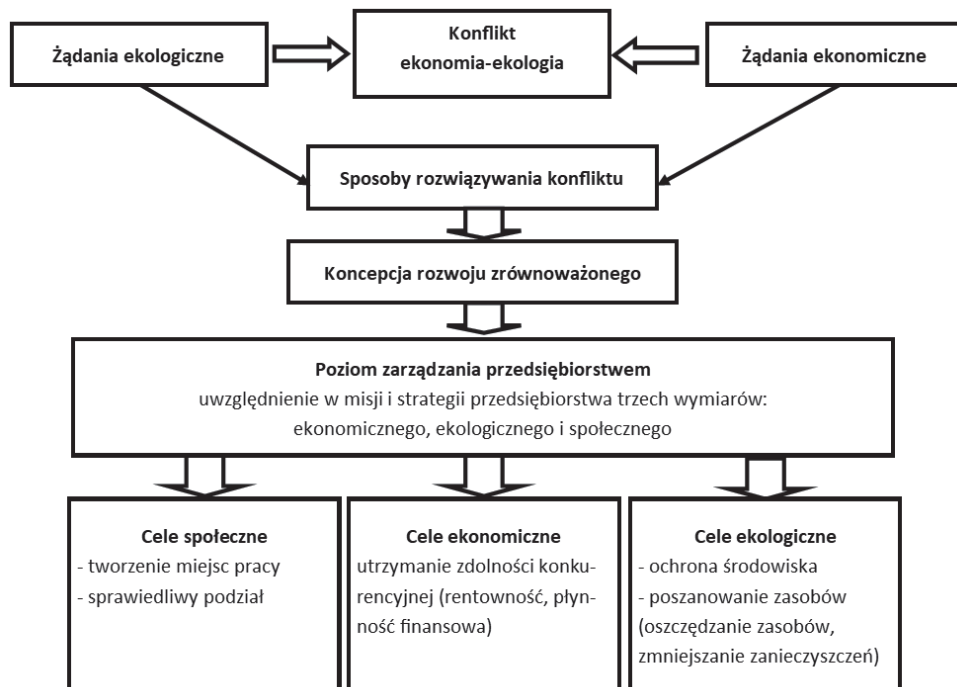 Żądania ekologiczne
Konflikt
ekonomia-ekologia
Żądania ekonomiczne
Sposoby rozwiązywania konfliktu
Koncepcja rozwoju zrównoważonego
Poziom zarządzania przedsiębiorstwem
uwzględnienie w misji i strategii przedsiębiorstwa trzech wymiarów:
ekonomicznego, ekologicznego i społecznego
Cele społeczne
- tworzenie miejsc pracy
- sprawiedliwy podział
Cele ekonomiczne
utrzymanie zdolności konku-
rencyjnej (rentowność, płyn-
ność finansowa)
Cele ekologiczne
- ochrona środowiska
- poszanowanie zasobów
(oszczędzanie zasobów,
zmniejszanie zanieczyszczeń)